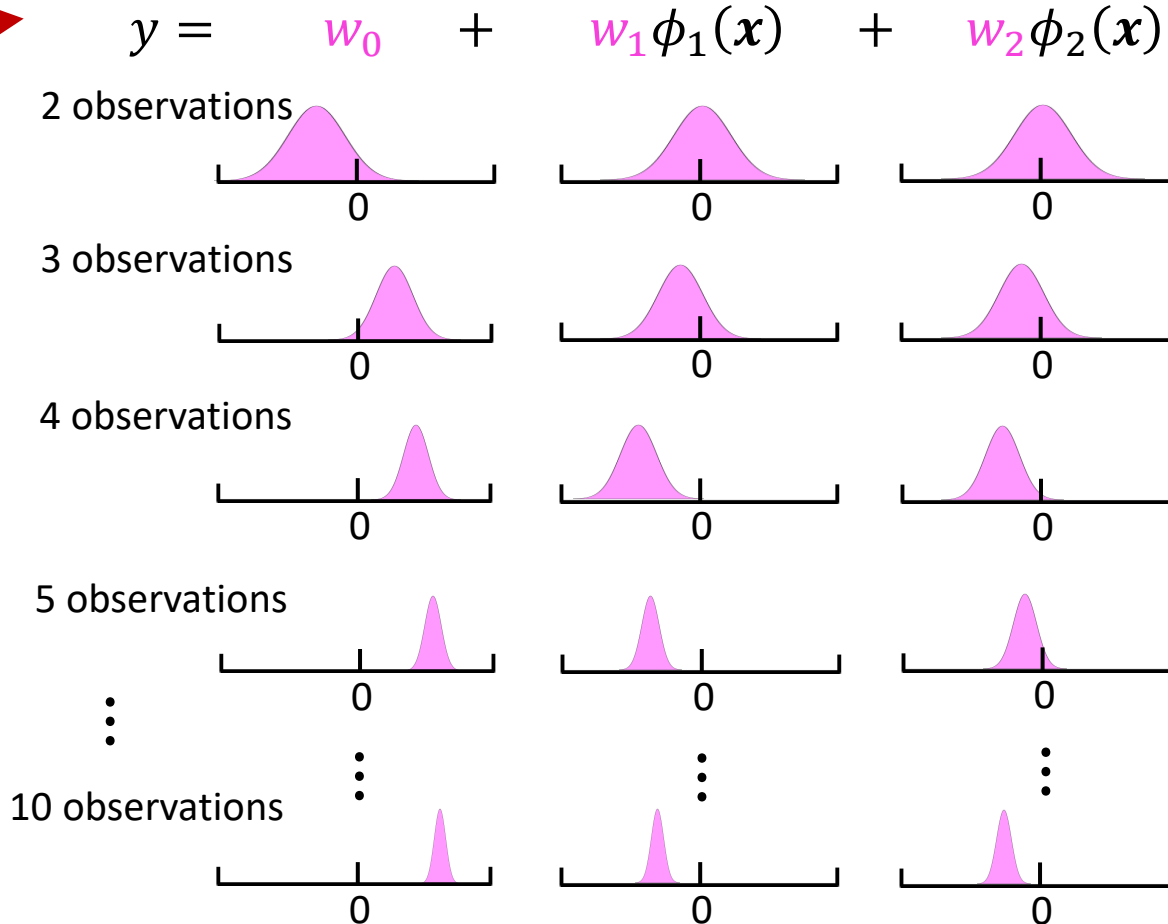 y = w₀ + w₁ϕ₁(𝒙) + w₂ϕ₂(𝒙)
2 observations
0 0 0
3 observations
0 0 0
4 observations
0 0 0
5 observations
0 0 0
⋮
⋮ ⋮ ⋮
10 observations
0 0 0